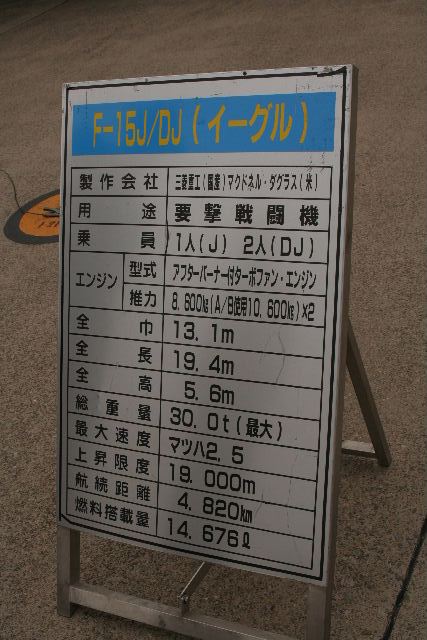 F-15J/DJ(イーグル)
製作会社 三菱重工(国産)マクドネル・ダグラス(米)
用途 要撃戦闘機
乗員 1人(J) 2人(DJ)
エンジン 型式 アフターバーナー付ターボファン・エンジン
推力 8,600kg(A/B使用10,600kg)×2
全巾 13.1m
全長 19.4m
全高 5.6m
総重量 30.0t(最大)
最大速度 マツハ2.5
上昇限度 19,000m
航続距離 4,820km
燃料搭載量 14,676ℓ